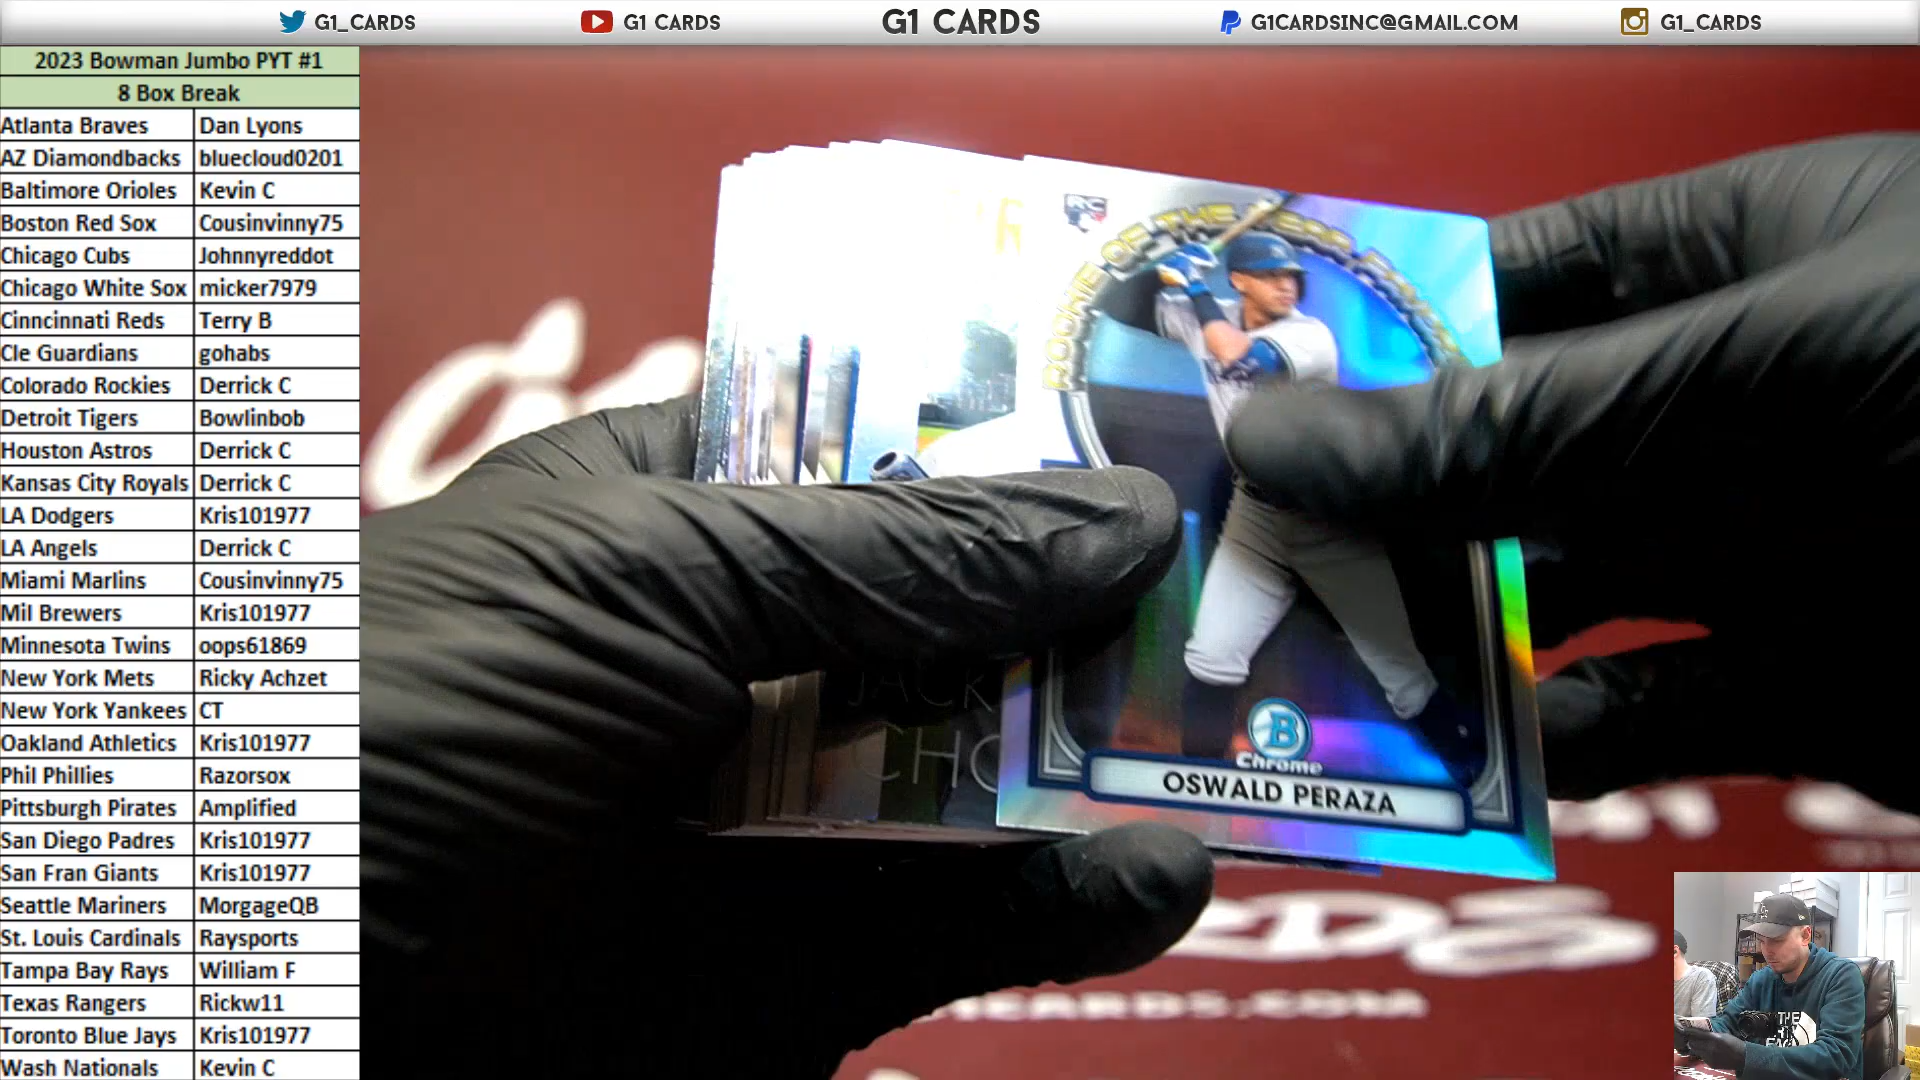 G1_CARDS
G1 CARDS
G1 CARDS
G1CARDSINC@GMAIL.COM
G1_CARDS
2023 Bowman Jumbo PYT #1
8 Box Break
Atlanta Braves Dan Lyons
AZ Diamondbacks bluecloud0201
Baltimore Orioles Kevin C
Boston Red Sox Cousinvinny75
Chicago Cubs Johnnyreddot
Chicago White Sox micker7979
Cinncinnati Reds Terry B
Cle Guardians gohabs
Colorado Rockies Derrick C
Detroit Tigers Bowlinbob
Houston Astros Derrick C
Kansas City Royals Derrick C
LA Dodgers Kris101977
LA Angels Derrick C
Miami Marlins Cousinvinny75
Mil Brewers Kris101977
Minnesota Twins oops61869
New York Mets Ricky Achzet
New York Yankees CT
Oakland Athletics Kris101977
Phil Phillies Razorsox
Pittsburgh Pirates Amplified
San Diego Padres Kris101977
San Fran Giants Kris101977
Seattle Mariners MorgageQB
St. Louis Cardinals Raysports
Tampa Bay Rays William F
Texas Rangers Rickw11
Toronto Blue Jays Kris101977
Wash Nationals Kevin C
RC
ROOKIE OF THE YEAR
B
Chrome
OSWALD PERAZA
JACK
CHO
THE